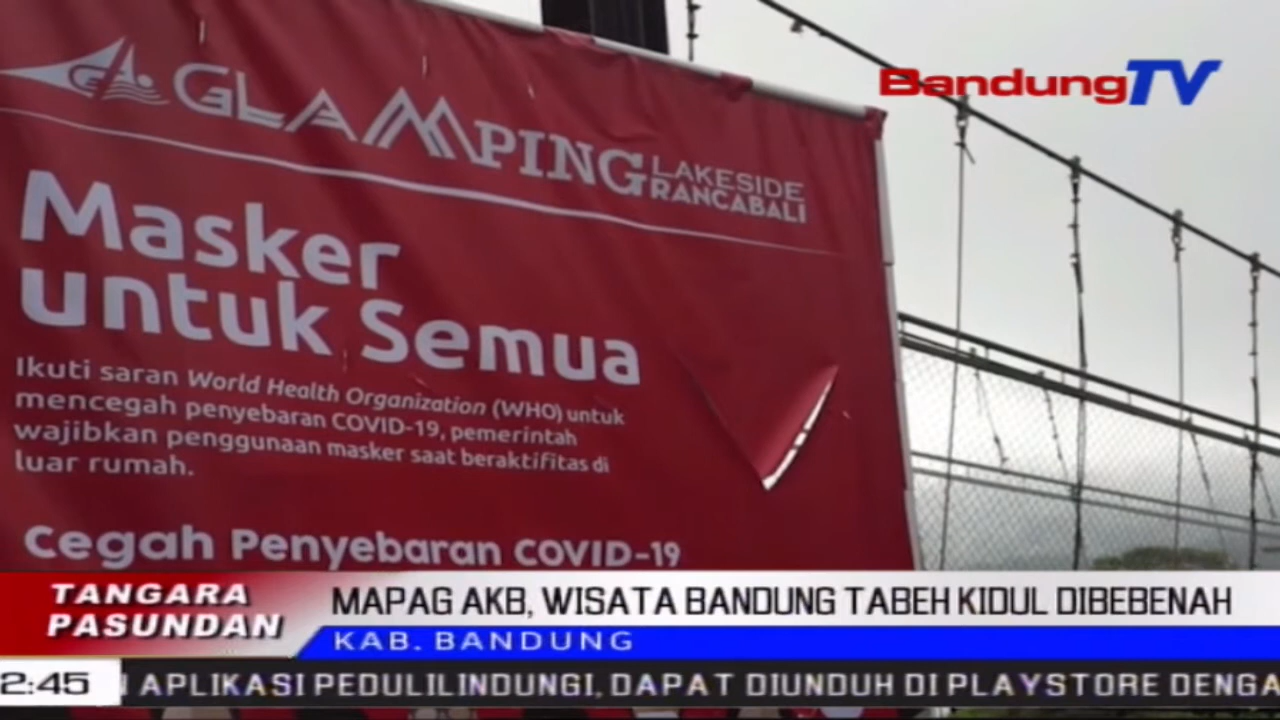 BandungTV
GLAMPING LAKESIDE RANCABALI
Masker
untuk Semua
Ikuti saran World Health Organization (WHO) untuk
mencegah penyebaran COVID-19, pemerintah
wajibkan penggunaan masker saat beraktifitas di
luar rumah.
Cegah Penyebaran COVID-19
TANGARA
PASUNDAN
MAPAG AKB, WISATA BANDUNG TABEH KIDUL DIBEBENAH
KAB. BANDUNG
2:45
APLIKASI PEDULILINDUNGI, DAPAT DIUNDUH DI PLAYSTORE DENGA